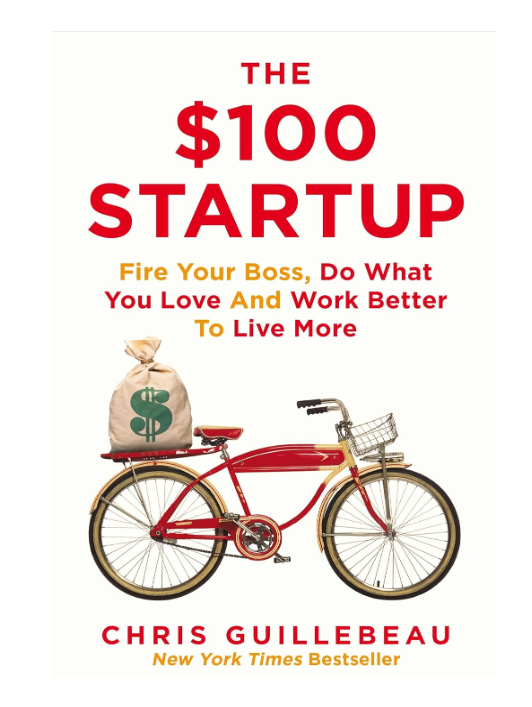 THE
$100
STARTUP
Fire Your Boss, Do What
You Love And Work Better
To Live More
$
CHRIS GUILLEBEAU
New York Times Bestseller